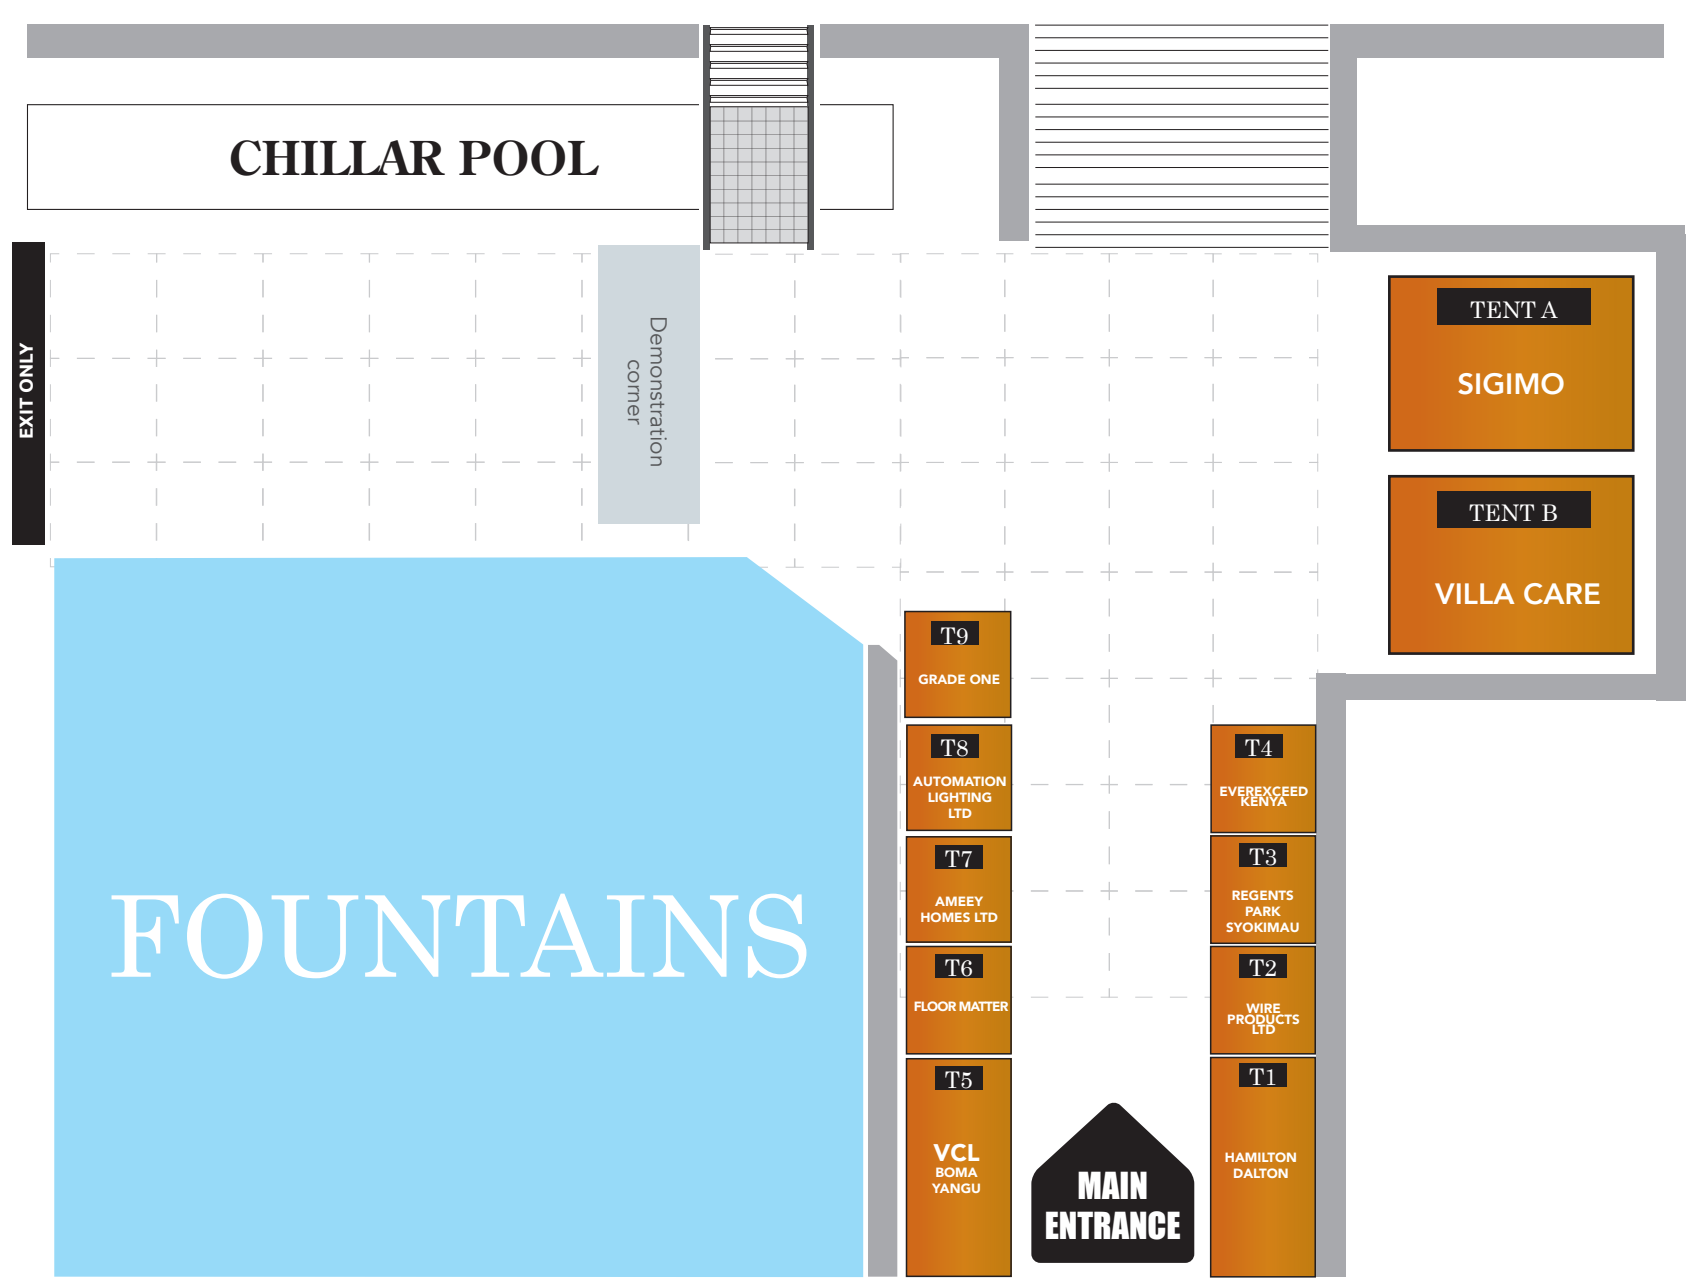 CHILLAR POOL
EXIT ONLY
Demonstration
corner
TENT A
SIGIMO
TENT B
VILLA CARE
FOUNTAINS
T9
GRADE ONE
T8
AUTOMATION
LIGHTING
LTD
T7
AMEEY
HOMES LTD
T6
FLOOR MATTER
T5
VCL
BOMA
YANGU
T4
EVEREXCEED
KENYA
T3
REGENTS
PARK
SYOKIMAU
T2
WIRE
PRODUCTS
LTD
T1
HAMILTON
DALTON
MAIN
ENTRANCE